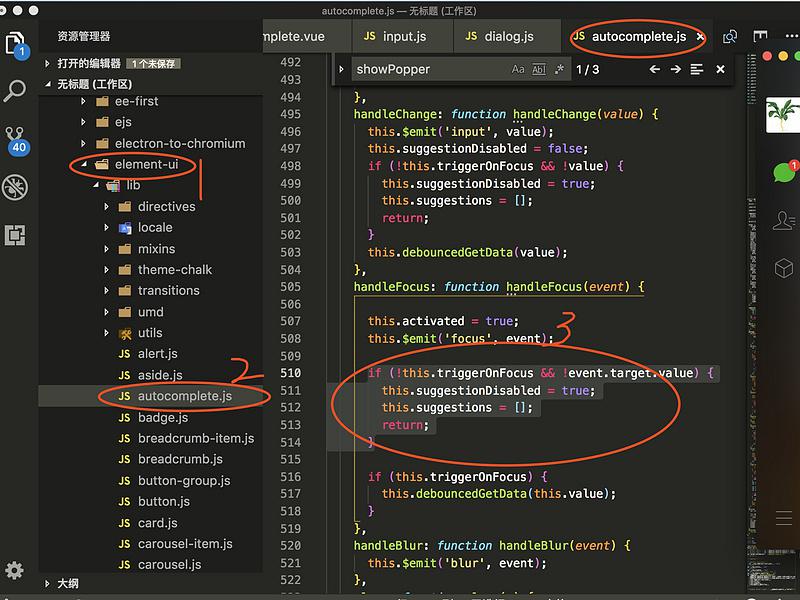 autocomplete.js — 无标题 (工作区)
资源管理器
mplete.vue
JS input.js
JS dialog.js
JS autocomplete.js ×
打开的编辑器 1 个未保存
无标题 (工作区)
showPopper Aa Abl .* 1 / 3
ee-first
ejs
electron-to-chromium
element-ui
1
lib
directives
locale
mixins
theme-chalk
transitions
umd
utils
JS alert.js
JS aside.js
2
JS autocomplete.js
JS badge.js
JS breadcrumb-item.js
JS breadcrumb.js
JS button-group.js
JS button.js
JS card.js
JS carousel-item.js
JS carousel.js
大纲
1
40
492
493
494 },
495 handleChange: function handleChange(value) {
496 this.$emit('input', value);
497 this.suggestionDisabled = false;
498 if (!this.triggerOnFocus && !value) {
499 this.suggestionDisabled = true;
500 this.suggestions = [];
501 return;
502 }
503 this.debouncedGetData(value);
504 },
505 handleFocus: function handleFocus(event) {
506
507 this.activated = true;
508 this.$emit('focus', event);
3
509
510 if (!this.triggerOnFocus && !event.target.value) {
511 this.suggestionDisabled = true;
512 this.suggestions = [];
513 return;
514 }
515
516 if (this.triggerOnFocus) {
517 this.debouncedGetData(this.value);
518 }
519 },
520 handleBlur: function handleBlur(event) {
521 this.$emit('blur', event);
522 },
1